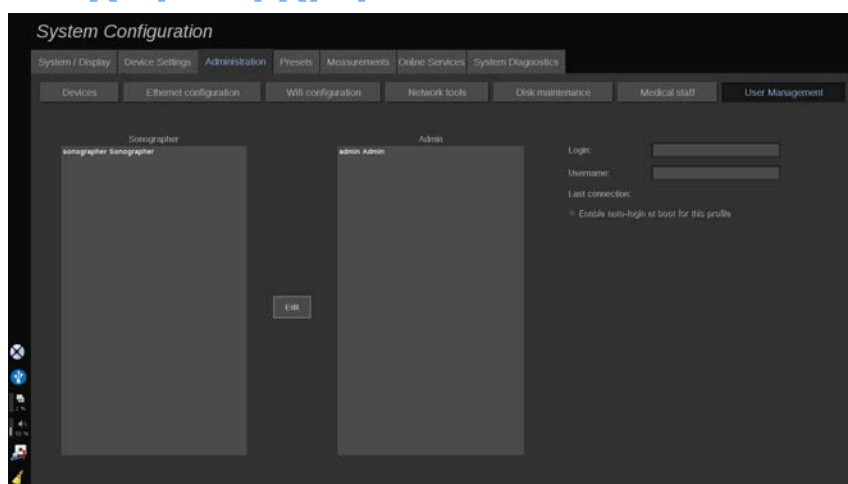 System Configuration
System / Display Device Settings Administration Presets Measurements Online Services System Diagnostics
Devices Ethernet configuration Wifi configuration Network tools Disk maintenance Medical staff User Management
Sonographer Admin
sonographer Sonographer admin Admin
Login:
Username:
Last connection:
Enable auto-login at boot for this profile
Edit